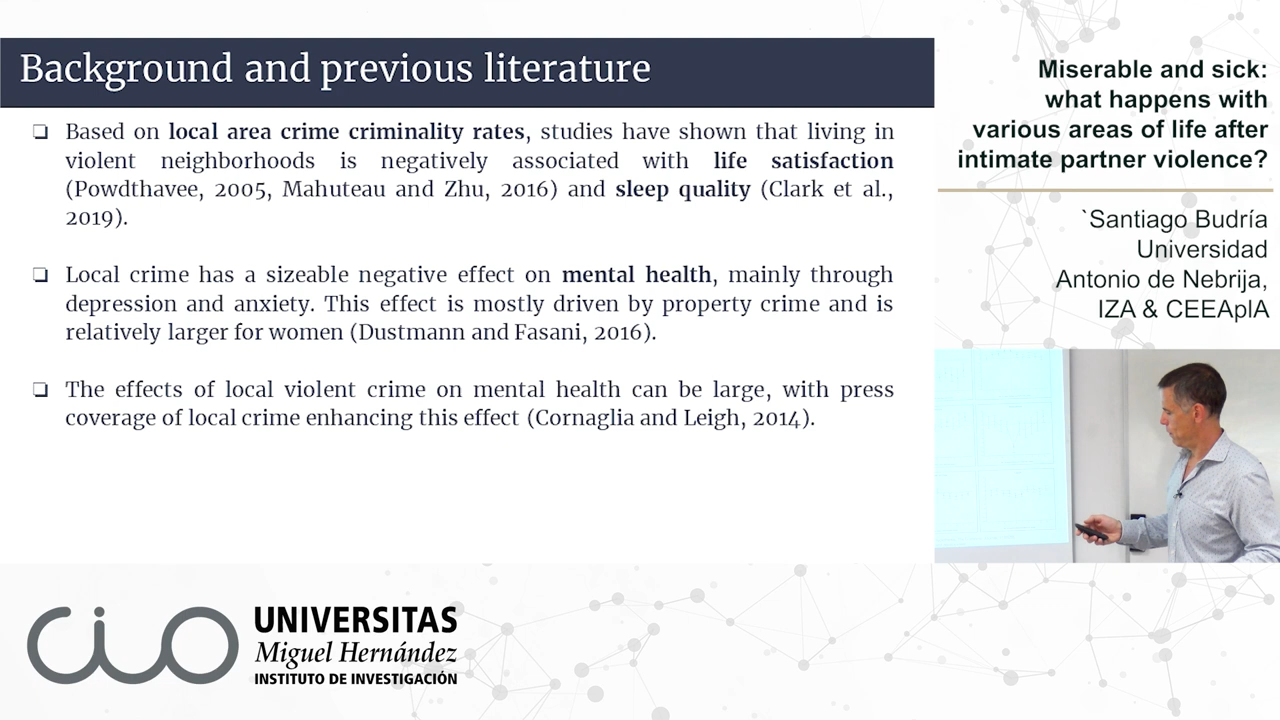 Background and previous literature
❏ Based on local area crime criminality rates, studies have shown that living in
violent neighborhoods is negatively associated with life satisfaction
(Powdthavee, 2005, Mahuteau and Zhu, 2016) and sleep quality (Clark et al.,
2019).
❏ Local crime has a sizeable negative effect on mental health, mainly through
depression and anxiety. This effect is mostly driven by property crime and is
relatively larger for women (Dustmann and Fasani, 2016).
❏ The effects of local violent crime on mental health can be large, with press
coverage of local crime enhancing this effect (Cornaglia and Leigh, 2014).
Miserable and sick:
what happens with
various areas of life after
intimate partner violence?
`Santiago Budría
Universidad
Antonio de Nebrija,
IZA & CEEAplA
cio
UNIVERSITAS
Miguel Hernández
INSTITUTO DE INVESTIGACIÓN